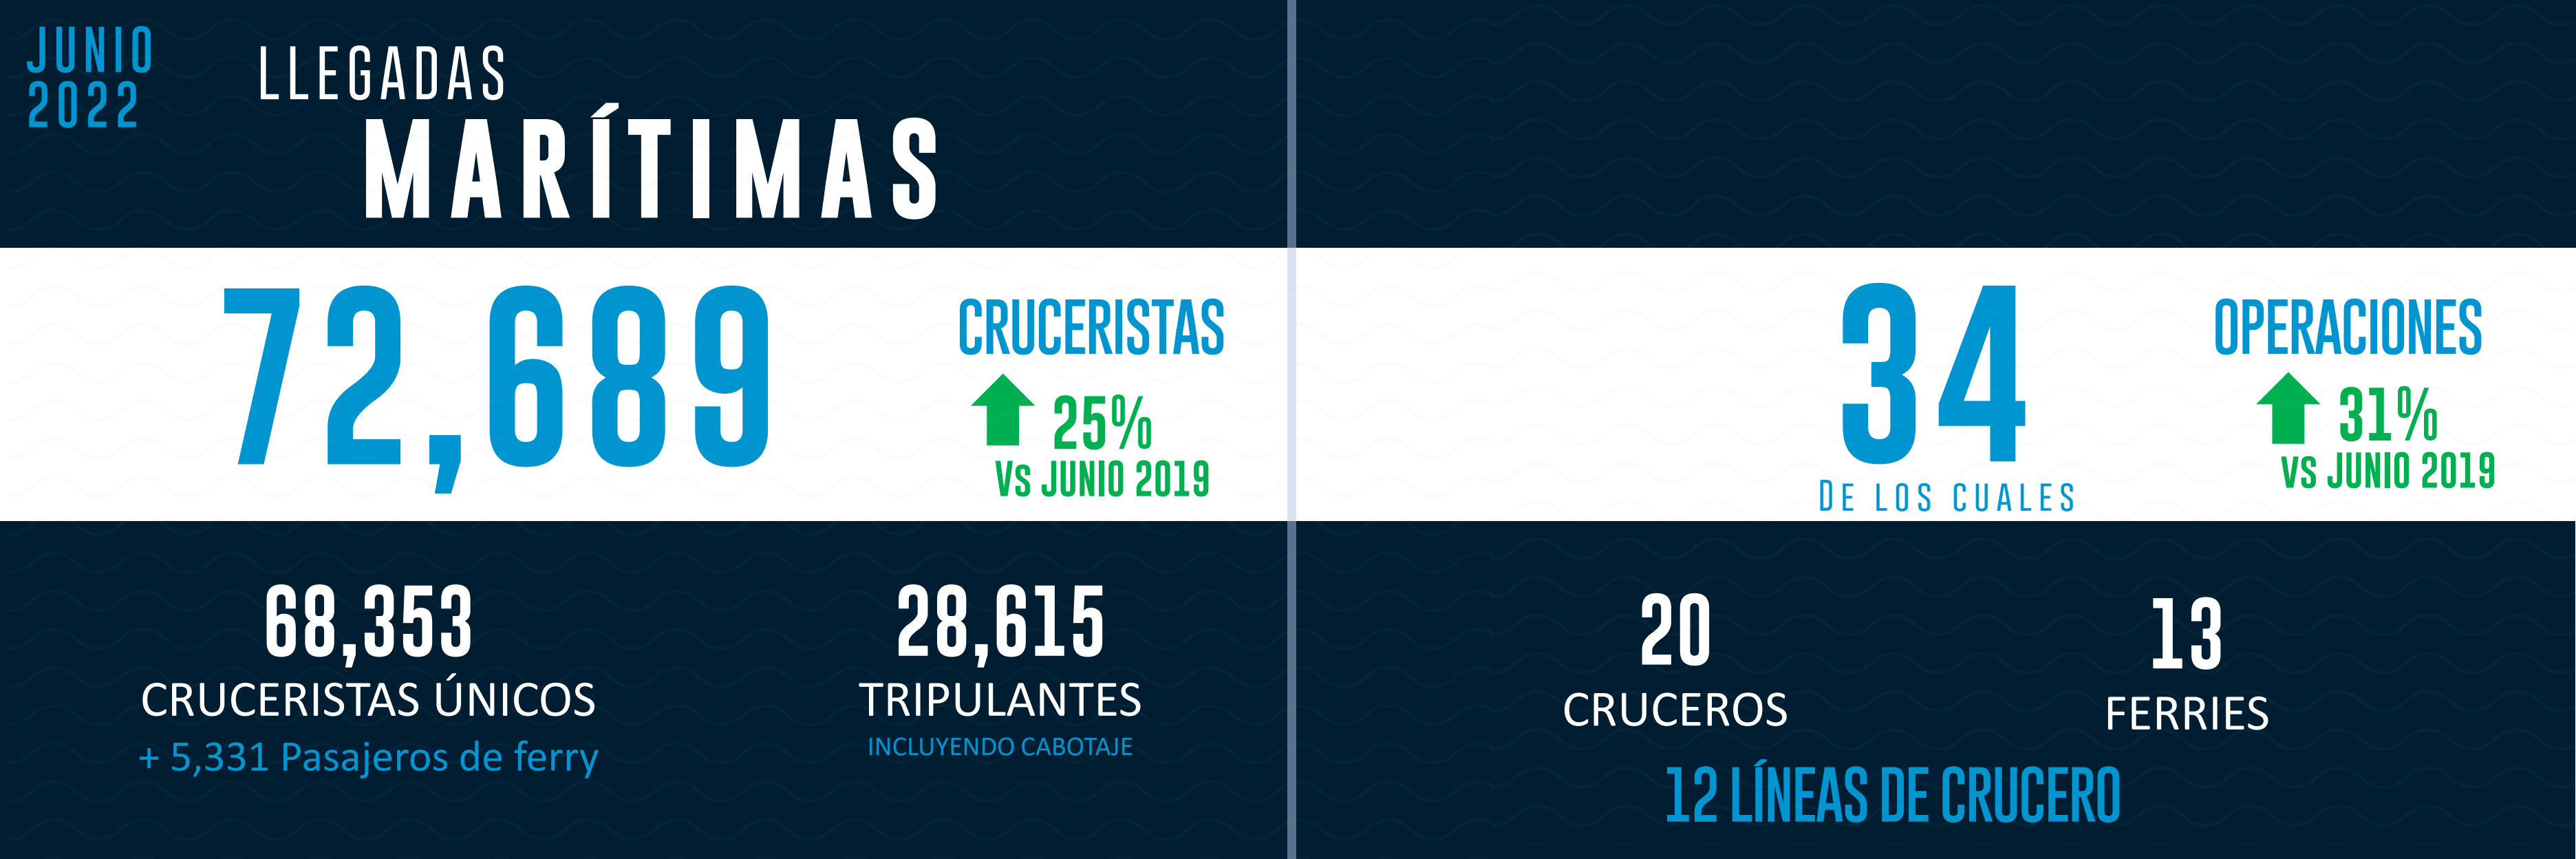 JUNIO
2022
LLEGADAS
MARÍTIMAS
72,689
CRUCERISTAS
25%
VS JUNIO 2019
68,353
CRUCERISTAS ÚNICOS
+ 5,331 Pasajeros de ferry
28,615
TRIPULANTES
INCLUYENDO CABOTAJE
34
DE LOS CUALES
OPERACIONES
31%
VS JUNIO 2019
20
CRUCEROS
13
FERRIES
12 LÍNEAS DE CRUCERO